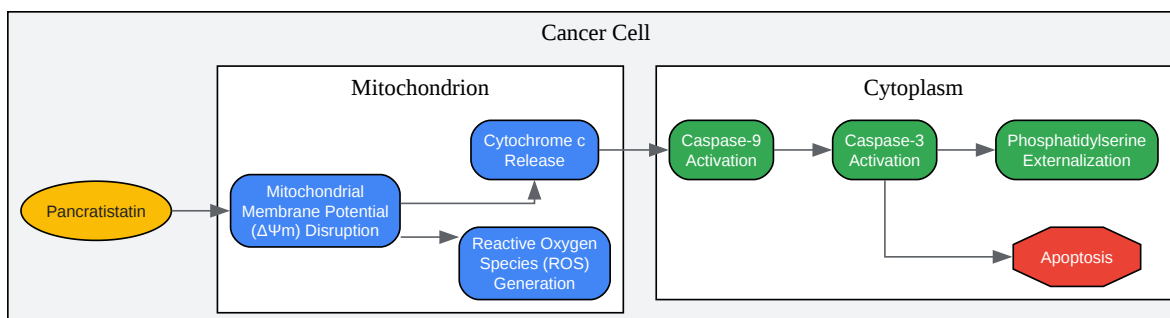 Cancer Cell
Mitochondrion
Cytoplasm
Pancratistatin
Mitochondrial
Membrane Potential
(ΔΨm) Disruption
Cytochrome c
Release
Reactive Oxygen
Species (ROS)
Generation
Caspase-9
Activation
Caspase-3
Activation
Phosphatidylserine
Externalization
Apoptosis